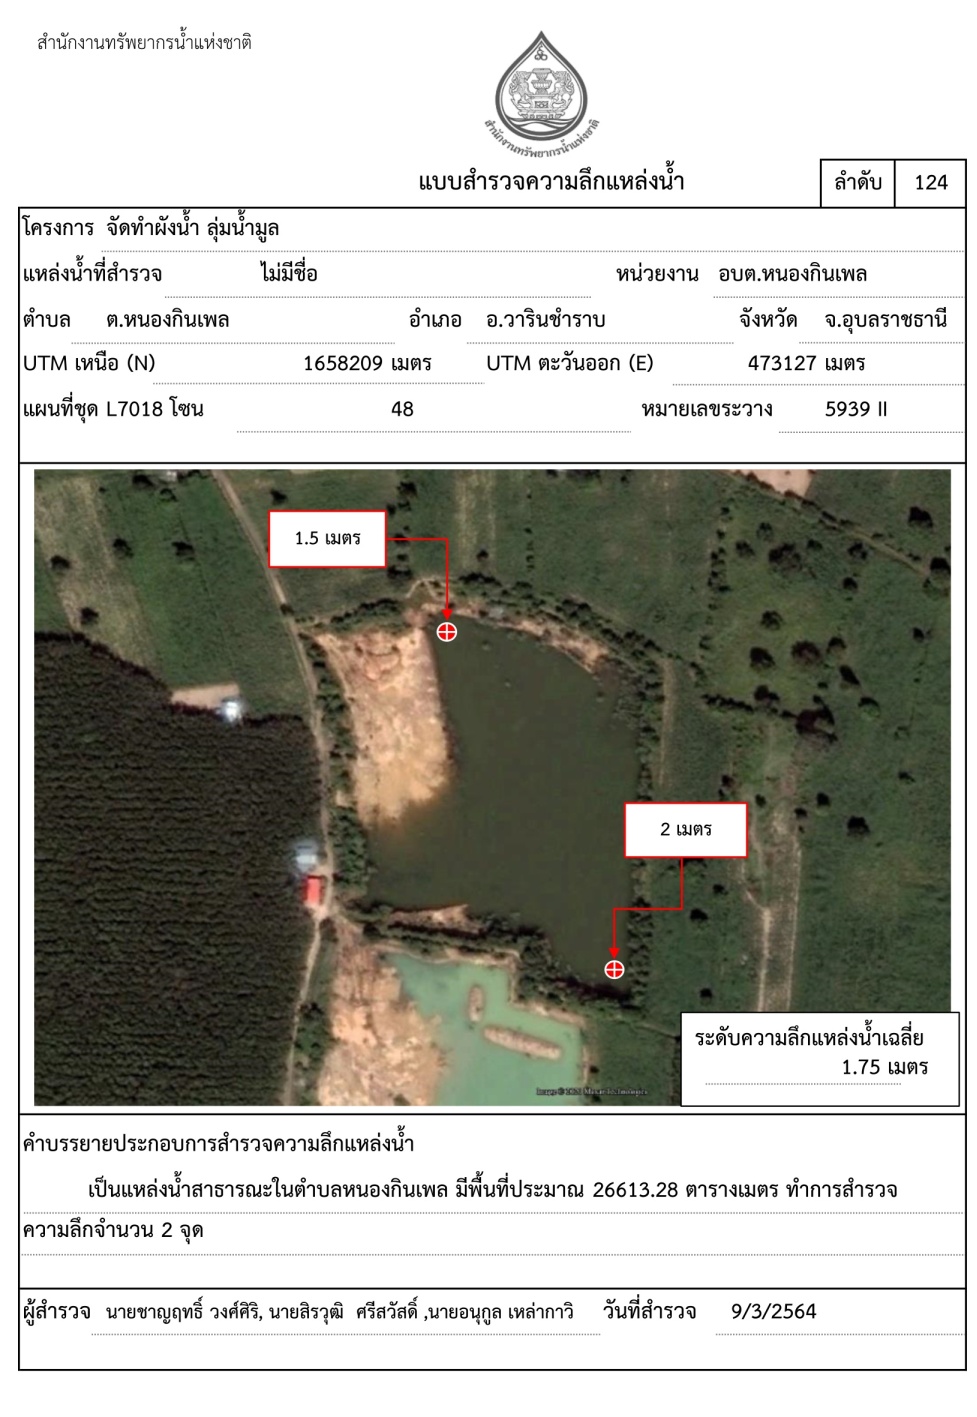 สำนักงานทรัพยากรน้ำแห่งชาติ
สำนักงานทรัพยากรน้ำแห่งชาติ
แบบสำรวจความลึกแหล่งน้ำ ลำดับ 124
โครงการ จัดทำผังน้ำ ลุ่มน้ำมูล
แหล่งน้ำที่สำรวจ ไม่มีชื่อ หน่วยงาน อบต.หนองกินเพล
ตำบล ต.หนองกินเพล อำเภอ อ.วารินชำราบ จังหวัด จ.อุบลราชธานี
UTM เหนือ (N) 1658209 เมตร UTM ตะวันออก (E) 473127 เมตร
แผนที่ชุด L7018 โซน 48 หมายเลขระวาง 5939 II
1.5 เมตร
2 เมตร
ระดับความลึกแหล่งน้ำเฉลี่ย
1.75 เมตร
คำบรรยายประกอบการสำรวจความลึกแหล่งน้ำ
เป็นแหล่งน้ำสาธารณะในตำบลหนองกินเพล มีพื้นที่ประมาณ 26613.28 ตารางเมตร ทำการสำรวจ
ความลึกจำนวน 2 จุด
ผู้สำรวจ นายชาญฤทธิ์ วงศ์ศิริ, นายสิรวุฒิ ศรีสวัสดิ์ ,นายอนุกูล เหล่ากาวิ วันที่สำรวจ 9/3/2564